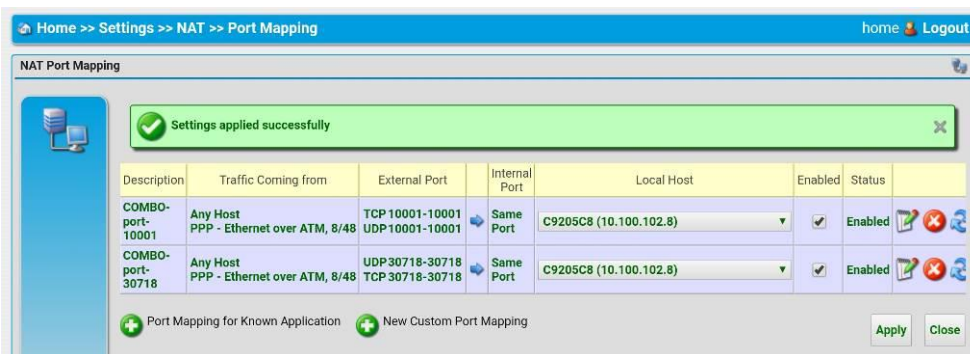 Home >> Settings >> NAT >> Port Mapping
home Logout
NAT Port Mapping
Settings applied successfully
Description Traffic Coming from External Port Internal Port Local Host Enabled Status
COMBO-port-10001
Any Host
PPP - Ethernet over ATM, 8/48
TCP 10001-10001
UDP 10001-10001
Same Port
C9205C8 (10.100.102.8)
Enabled
COMBO-port-30718
Any Host
PPP - Ethernet over ATM, 8/48
UDP 30718-30718
TCP 30718-30718
Same Port
C9205C8 (10.100.102.8)
Enabled
Port Mapping for Known Application New Custom Port Mapping
Apply Close